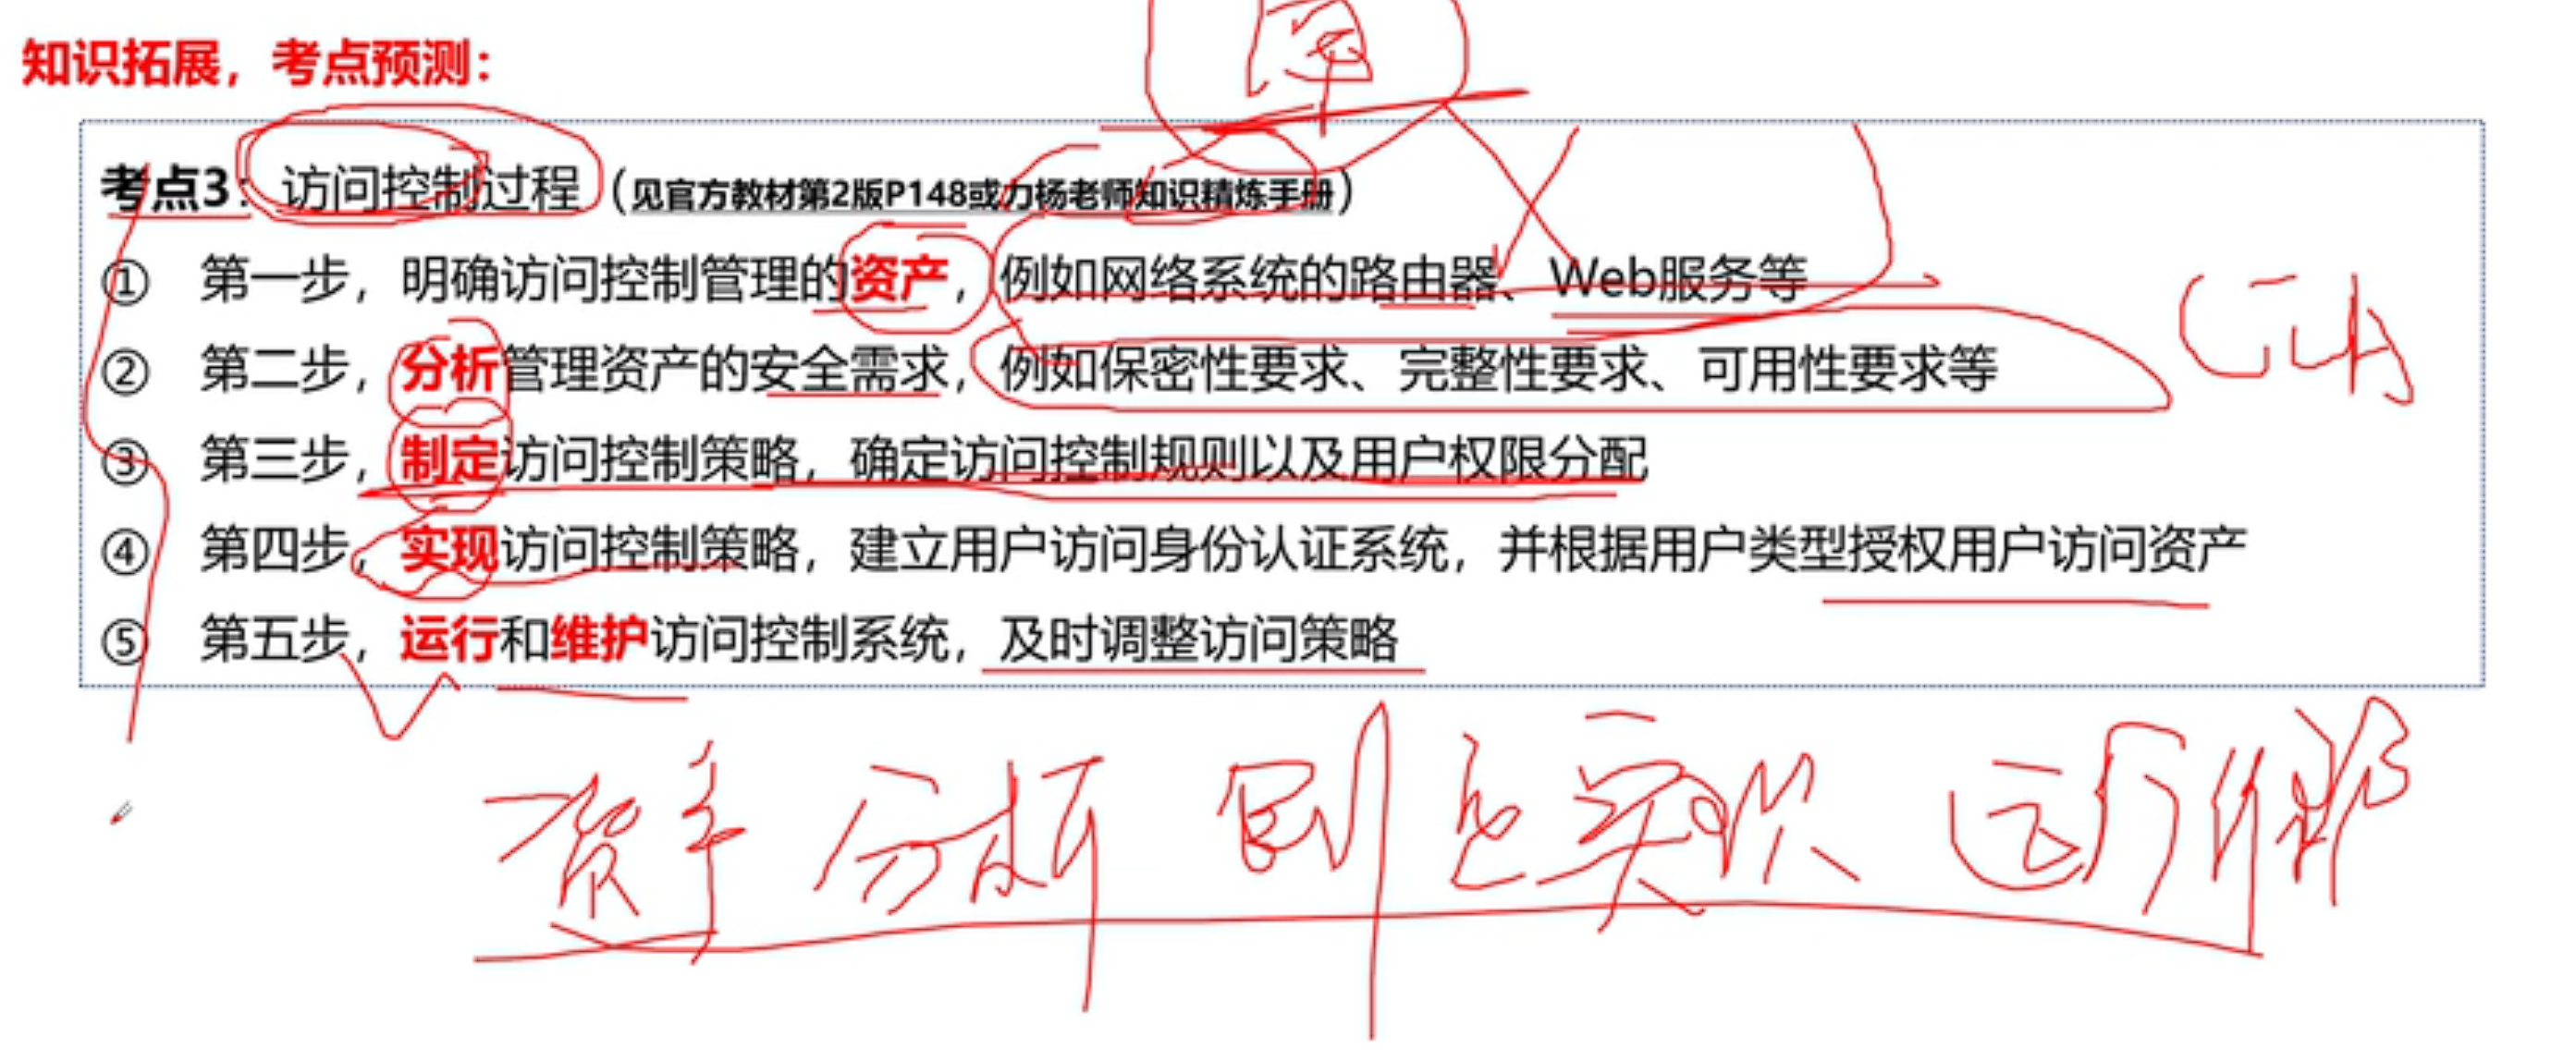 知识拓展，考点预测：
考点3：访问控制过程（见官方教材第2版P148或力杨老师知识精炼手册）
① 第一步，明确访问控制管理的资产，例如网络系统的路由器、Web服务等
② 第二步，分析管理资产的安全需求，例如保密性要求、完整性要求、可用性要求等
CIA
③ 第三步，制定访问控制策略，确定访问控制规则以及用户权限分配
④ 第四步，实现访问控制策略，建立用户访问身份认证系统，并根据用户类型授权用户访问资产
⑤ 第五步，运行和维护访问控制系统，及时调整访问策略
资产 分析 制定 实现 运行维护